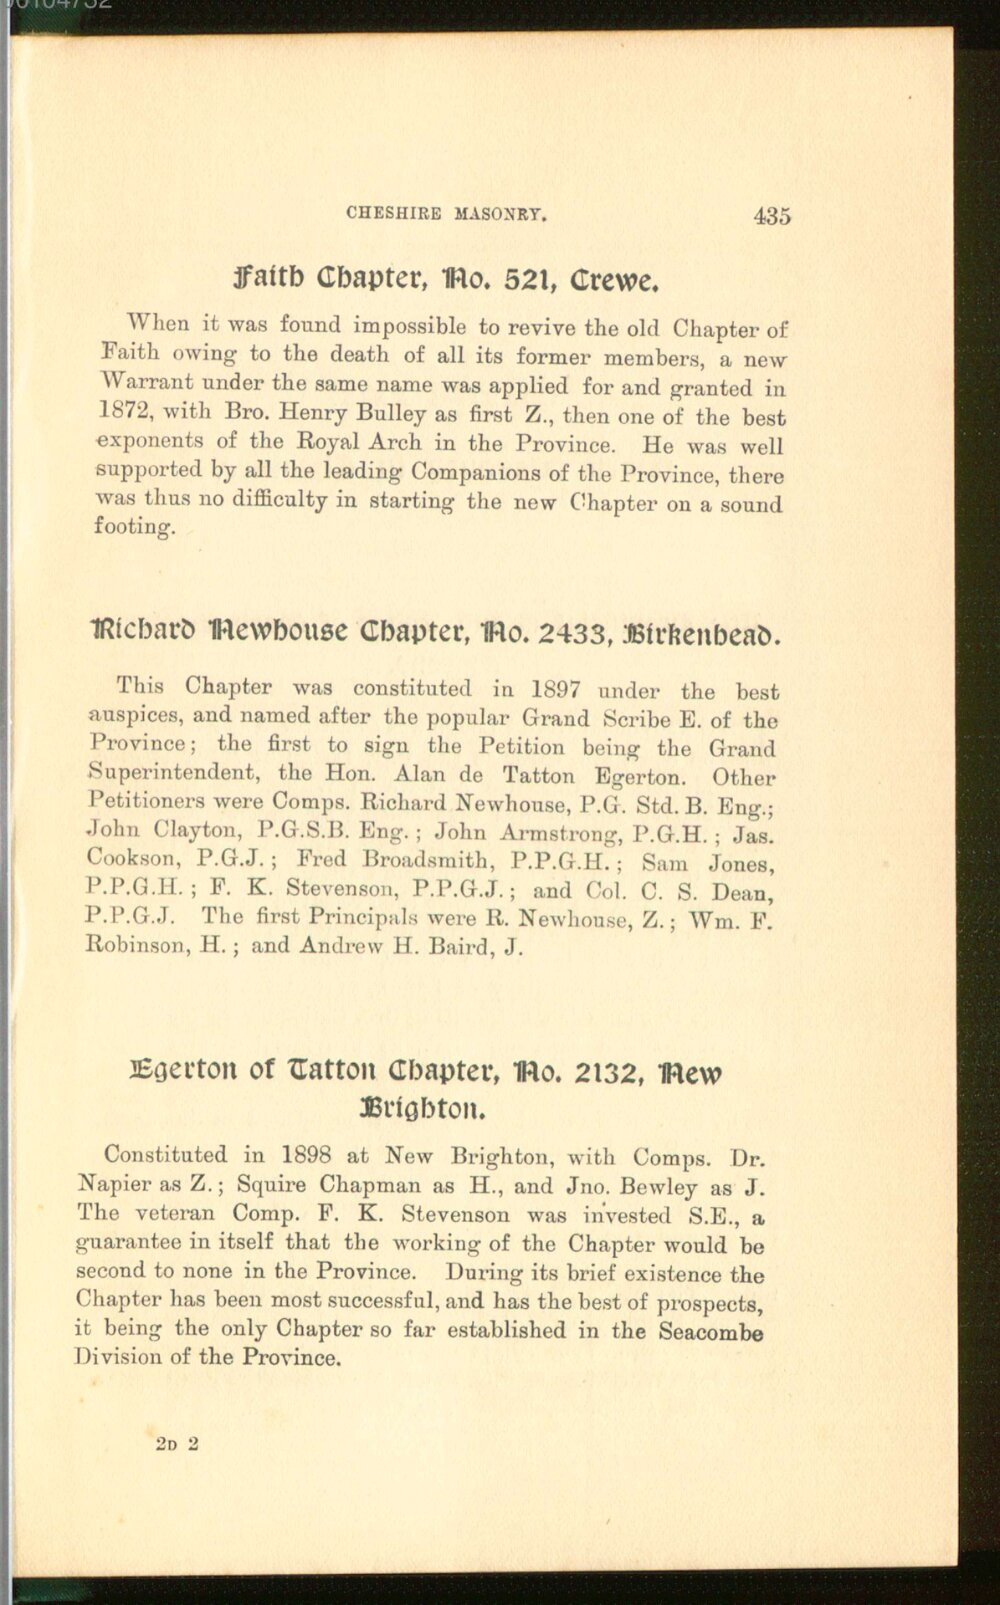 CHESHIRE MASONRY. 435
Faith Chapter, No. 521, Crewe.
When it was found impossible to revive the old Chapter of
Faith owing to the death of all its former members, a new
Warrant under the same name was applied for and granted in
1872, with Bro. Henry Bulley as first Z., then one of the best
exponents of the Royal Arch in the Province. He was well
supported by all the leading Companions of the Province, there
was thus no difficulty in starting the new Chapter on a sound
footing.
Richard Newhouse Chapter, No. 2433, Birkenhead.
This Chapter was constituted in 1897 under the best
auspices, and named after the popular Grand Scribe E. of the
Province; the first to sign the Petition being the Grand
Superintendent, the Hon. Alan de Tatton Egerton. Other
Petitioners were Comps. Richard Newhouse, P.G. Std. B. Eng.;
John Clayton, P.G.S.B. Eng.; John Armstrong, P.G.H.; Jas.
Cookson, P.G.J.; Fred Broadsmith, P.P.G.H.; Sam Jones,
P.P.G.H.; F. K. Stevenson, P.P.G.J.; and Col. C. S. Dean,
P.P.G.J. The first Principals were R. Newhouse, Z.; Wm. F.
Robinson, H.; and Andrew H. Baird, J.
Egerton of Tatton Chapter, No. 2132, New
Brighton.
Constituted in 1898 at New Brighton, with Comps. Dr.
Napier as Z.; Squire Chapman as H., and Jno. Bewley as J.
The veteran Comp. F. K. Stevenson was invested S.E., a
guarantee in itself that the working of the Chapter would be
second to none in the Province. During its brief existence the
Chapter has been most successful, and has the best of prospects,
it being the only Chapter so far established in the Seacombe
Division of the Province.
2D 2